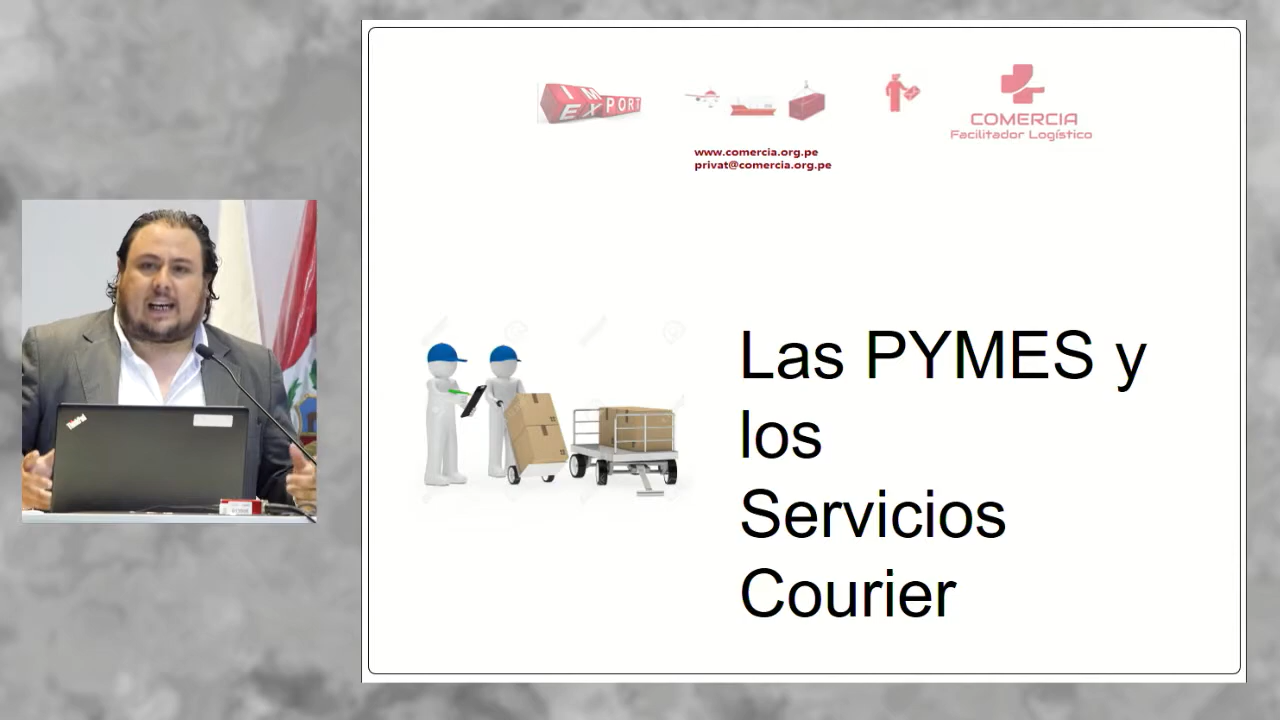 IM
EXPORT
COMERCIA
Facilitador Logístico
www.comercia.org.pe
privat@comercia.org.pe
Las PYMES y
los
Servicios
Courier